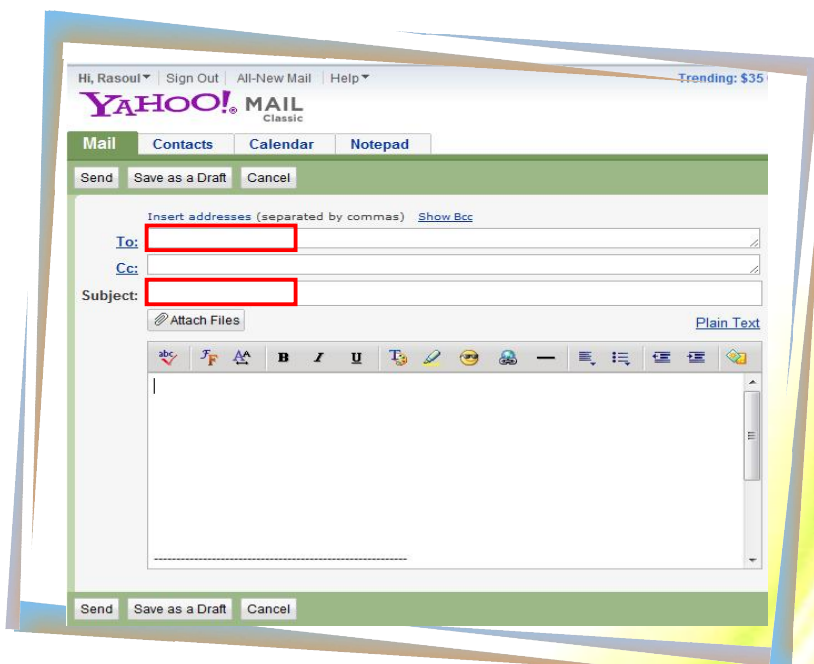 Hi, Rasoul Sign Out All-New Mail Help Trending: $35
YAHOO! MAIL
Classic
Mail Contacts Calendar Notepad
Send Save as a Draft Cancel
Insert addresses (separated by commas) Show Bcc
To:
Cc:
Subject:
Attach Files Plain Text
abc F F A A B I U T
Send Save as a Draft Cancel